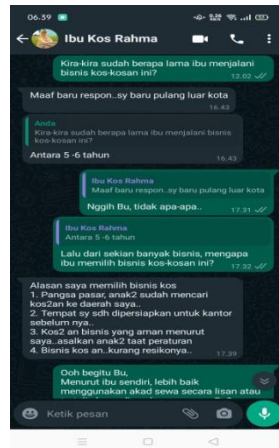 06.39
Ibu Kos Rahma
Kira-kira sudah berapa lama ibu menjalani
bisnis kos-kosan ini?
12.02
Maaf baru respon..sy baru pulang luar kota
16.43
Anda
Kira-kira sudah berapa lama ibu menjalani bisnis
kos-kosan ini?
Antara 5 -6 tahun
16.43
Ibu Kos Rahma
Maaf baru respon..sy baru pulang luar kota
Nggih Bu, tidak apa-apa..
17.31
Ibu Kos Rahma
Antara 5 -6 tahun
Lalu dari sekian banyak bisnis, mengapa
ibu memilih bisnis kos-kosan ini?
17.32
Alasan saya memilih bisnis kos
1. Pangsa pasar, anak2 sudah mencari
kos2an ke daerah saya..
2. Tempat sy sdh dipersiapkan untuk kantor
sebelum nya..
3. Kos2 an bisnis yang aman menurut
saya..asalkan anak2 taat peraturan
4. Bisnis kos an..kurang resikonya..
17.39
Ooh begitu Bu,
Menurut ibu sendiri, lebih baik
menggunakan akad sewa secara lisan atau
Ketik pesan